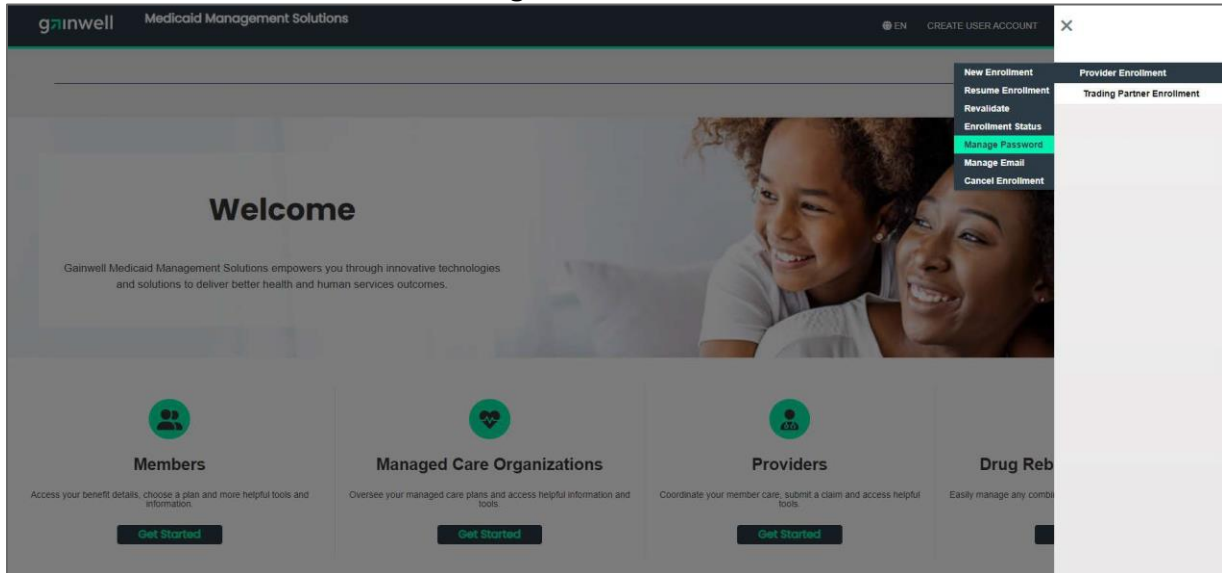 gainwell
Medicaid Management Solutions
EN
CREATE USER ACCOUNT
New Enrollment
Resume Enrollment
Revalidate
Enrollment Status
Manage Password
Manage Email
Cancel Enrollment
Provider Enrollment
Trading Partner Enrollment
Welcome
Gainwell Medicaid Management Solutions empowers you through innovative technologies
and solutions to deliver better health and human services outcomes.
Members
Access your benefit details, choose a plan and more helpful tools and
information.
Get Started
Managed Care Organizations
Oversee your managed care plans and access helpful information and
tools.
Get Started
Providers
Coordinate your member care, submit a claim and access helpful
tools.
Get Started
Drug Reb
Easily manage any combi